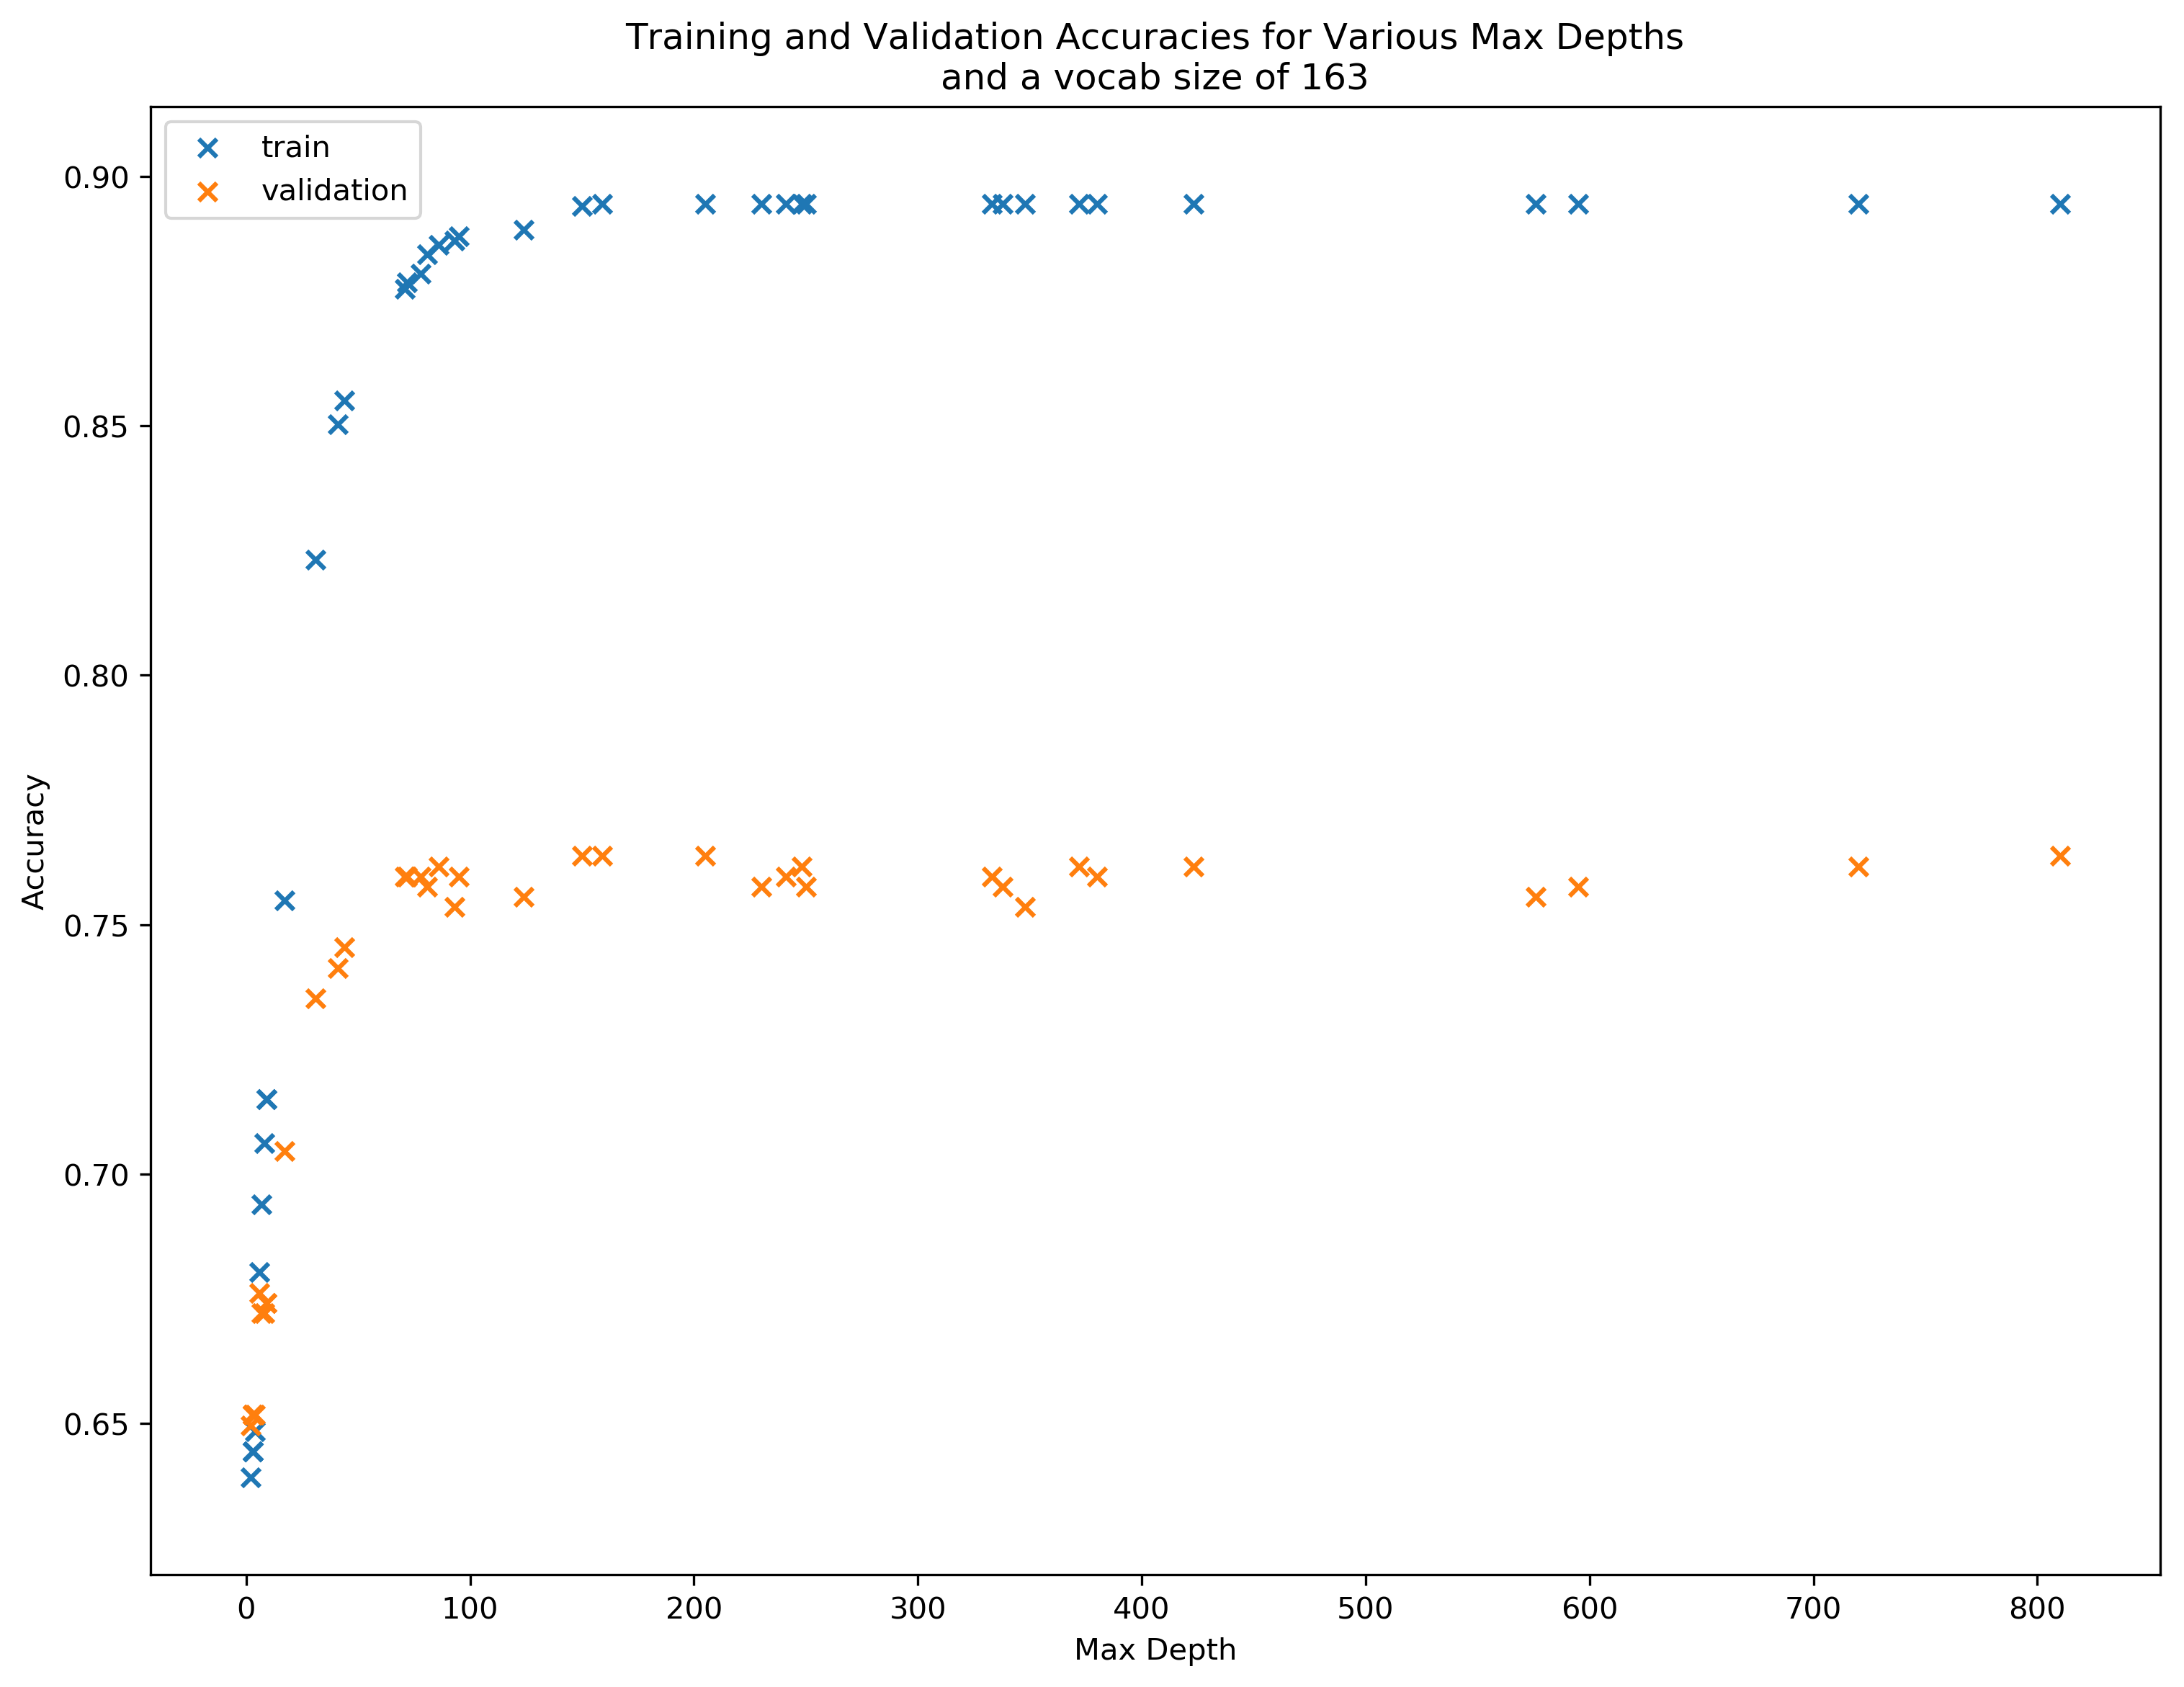 Training and Validation Accuracies for Various Max Depths
and a vocab size of 163
train
validation
0.90
0.85
0.80
0.75
0.70
0.65
Accuracy
0 100 200 300 400 500 600 700 800
Max Depth